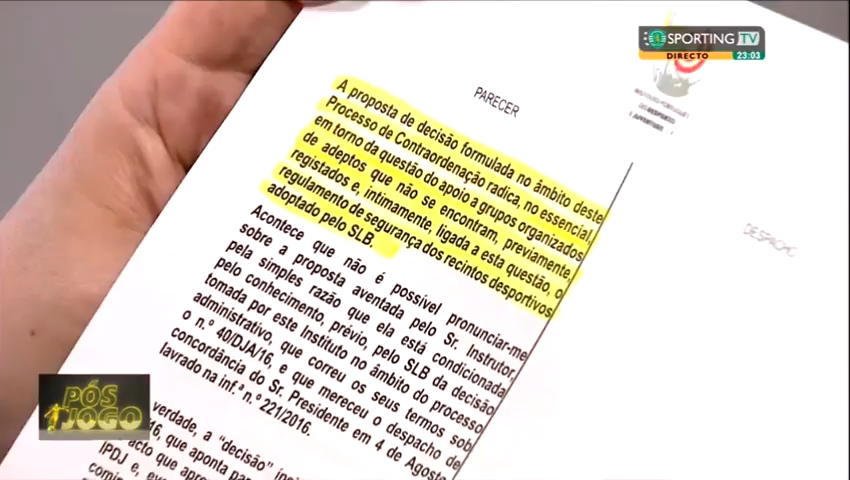 SPORTING TV
DIRECTO 23:03
PARECER
A proposta de decisão formulada no âmbito deste
Processo de Contraordenação radica, no essencial,
em torno da questão do apoio a grupos organizados
de adeptos que não se encontram, previamente,
registados e, intimamente, ligada a esta questão, o
regulamento de segurança dos recintos desportivos
adoptado pelo SLB.
Acontece que não é possível pronunciar-me
sobre a proposta aventada pelo Sr. Instrutor,
pela simples razão que ela está condicionada
pelo conhecimento, prévio, pelo SLB da decisão
tomada por este Instituto no âmbito do processo
administrativo, que correu os seus termos sob
o n.º 40/DJA/16, e que mereceu o despacho de
concordância do Sr. Presidente em 4 de Agosto
lavrado na inf.ª n.º 221/2016.
verdade, a "decisão"
16, que aponta
acto que
IPDJ e,
DESPACHO
PÓS
JOGO